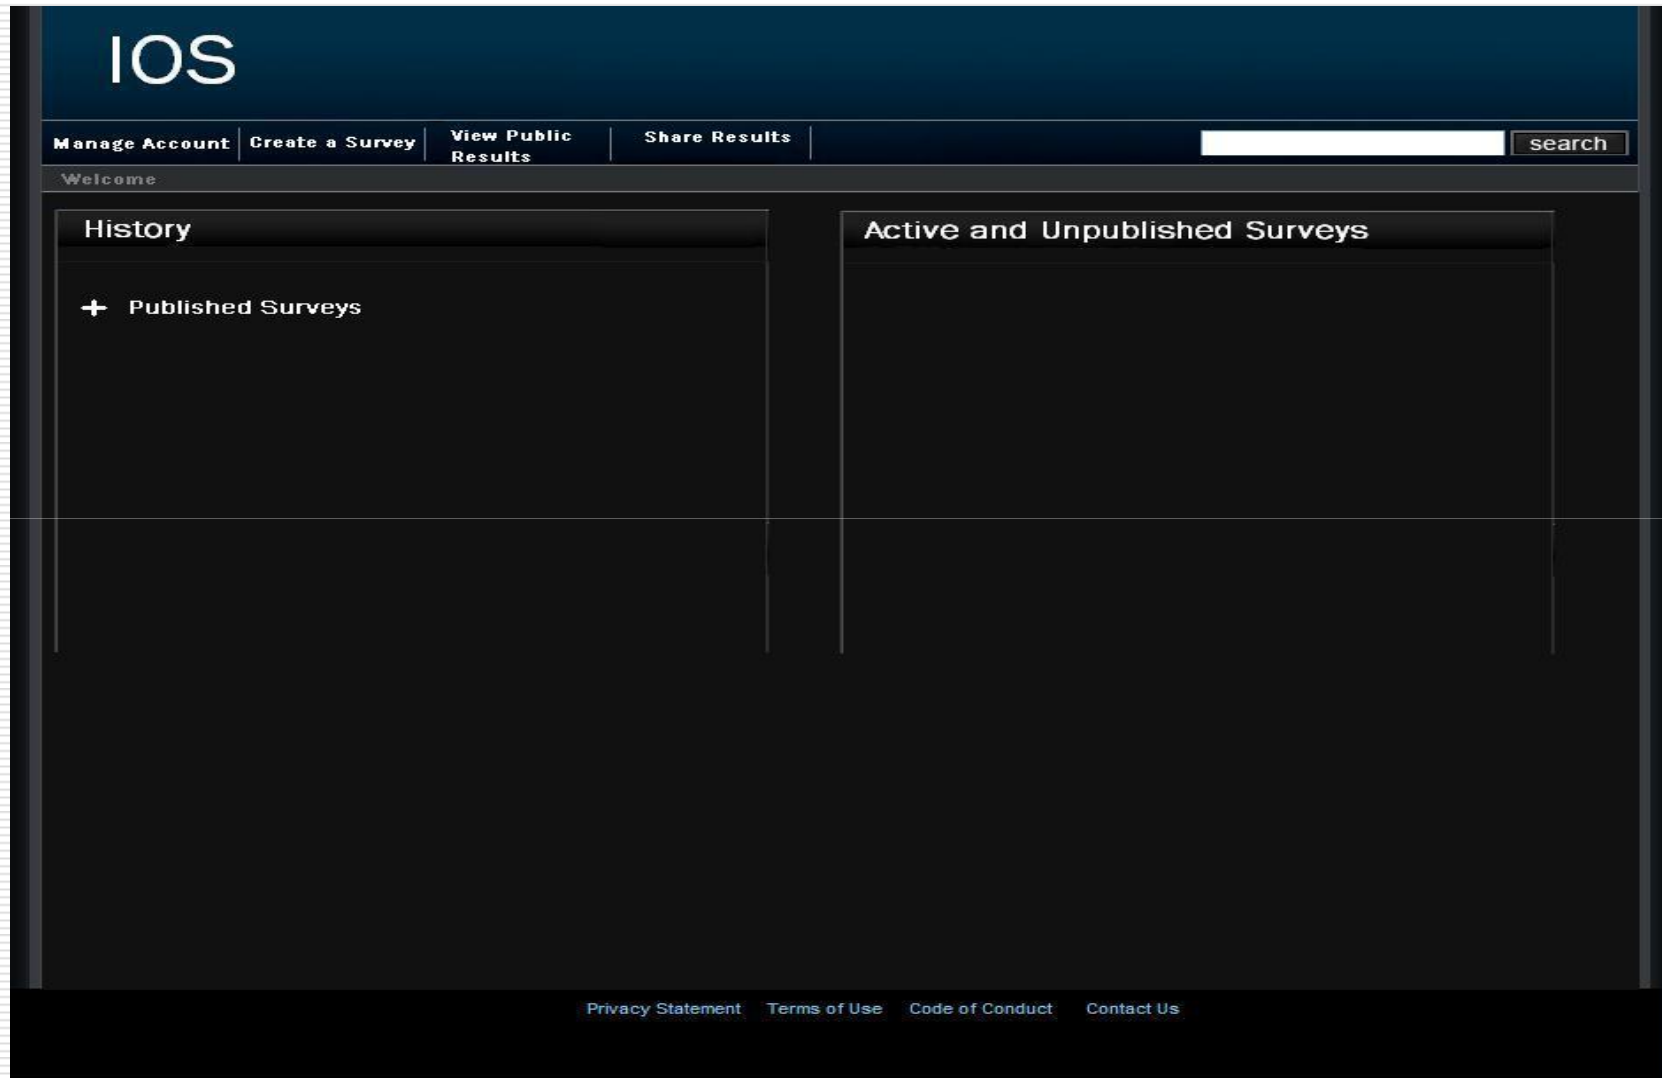 IOS
Manage Account
Create a Survey
View Public
Results
Share Results
search
Welcome
History
Active and Unpublished Surveys
Published Surveys
Privacy Statement
Terms of Use
Code of Conduct
Contact Us